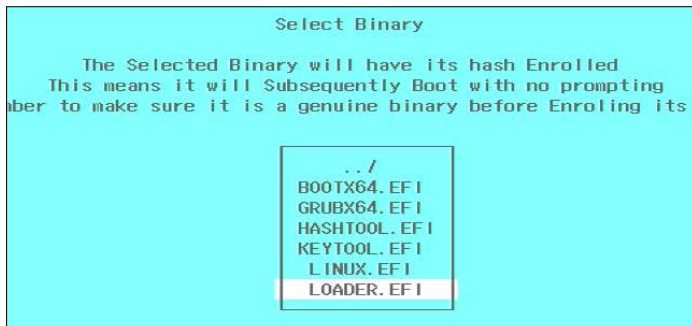 Select Binary
The Selected Binary will have its hash Enrolled
This means it will Subsequently Boot with no prompting
mber to make sure it is a genuine binary before Enroling its
../
BOOTX64.EFI
GRUBX64.EFI
HASHTOOL.EFI
KEYTOOL.EFI
LINUX.EFI
LOADER.EFI